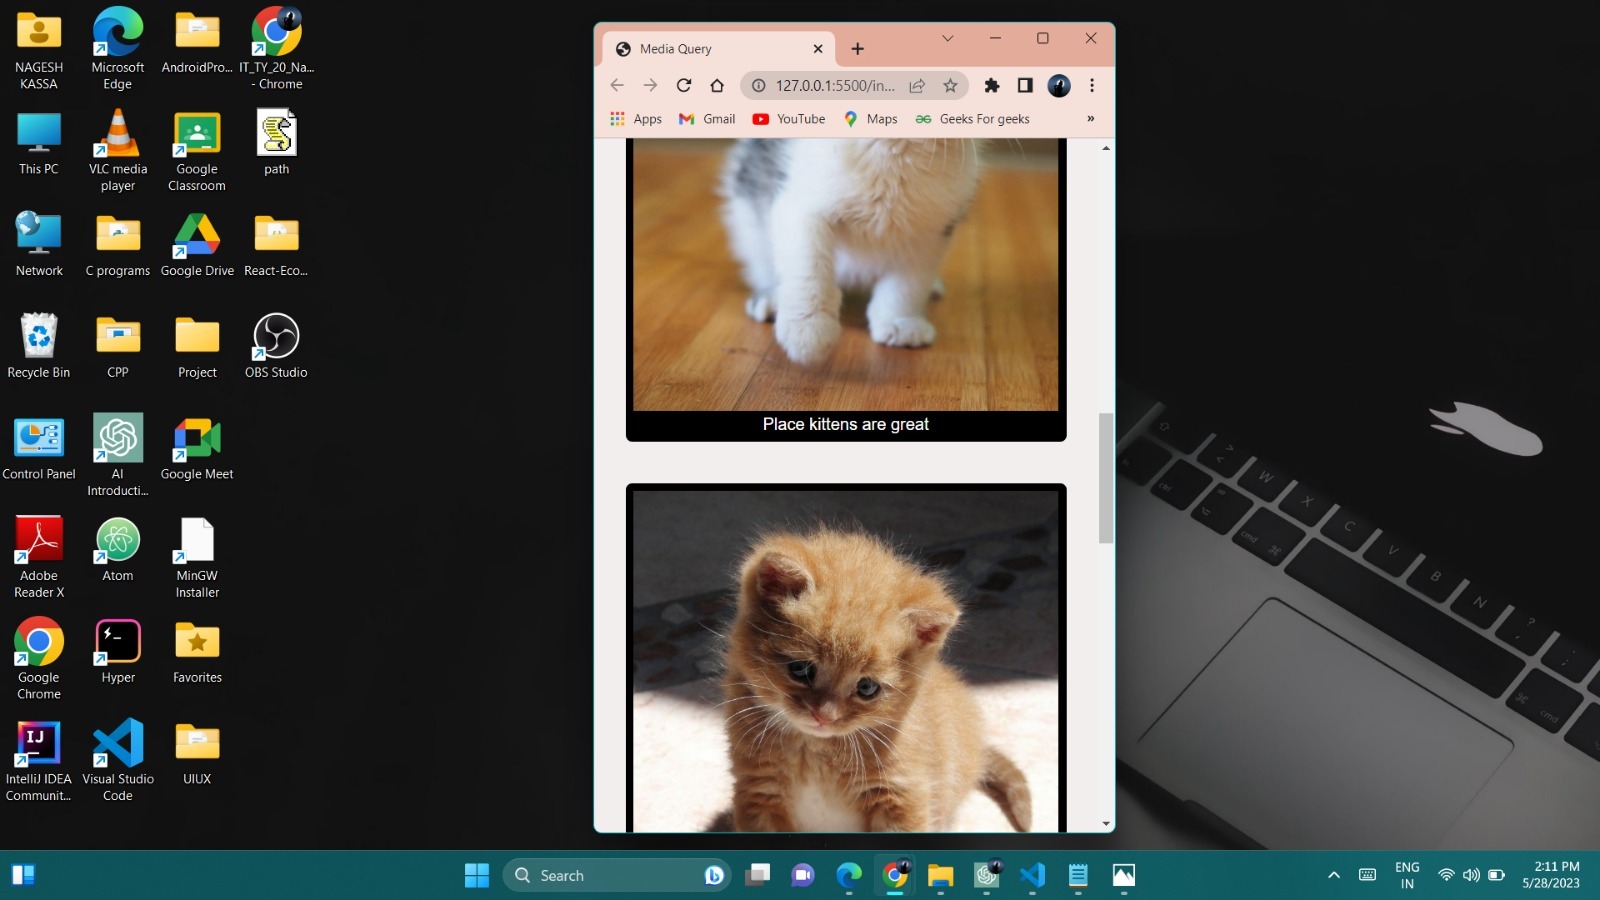 NAGESH
KASSA
Microsoft
Edge
AndroidPro...
IT_TY_20_Na...
- Chrome
This PC
VLC media
player
Google
Classroom
path
Network
C programs
Google Drive
React-Eco...
Recycle Bin
CPP
Project
OBS Studio
Control Panel
AI
Introducti...
Google Meet
Adobe
Reader X
Atom
MinGW
Installer
Google
Chrome
Hyper
Favorites
IJ
IntelliJ IDEA
Communit...
Visual Studio
Code
UIUX
Media Query
127.0.0.1:5500/in...
Apps
Gmail
YouTube
Maps
Geeks For geeks
»
Place kittens are great
W
X
C
V
B
N
?
ctrl
cmd
cmd
Search
ENG
IN
2:11 PM
5/28/2023